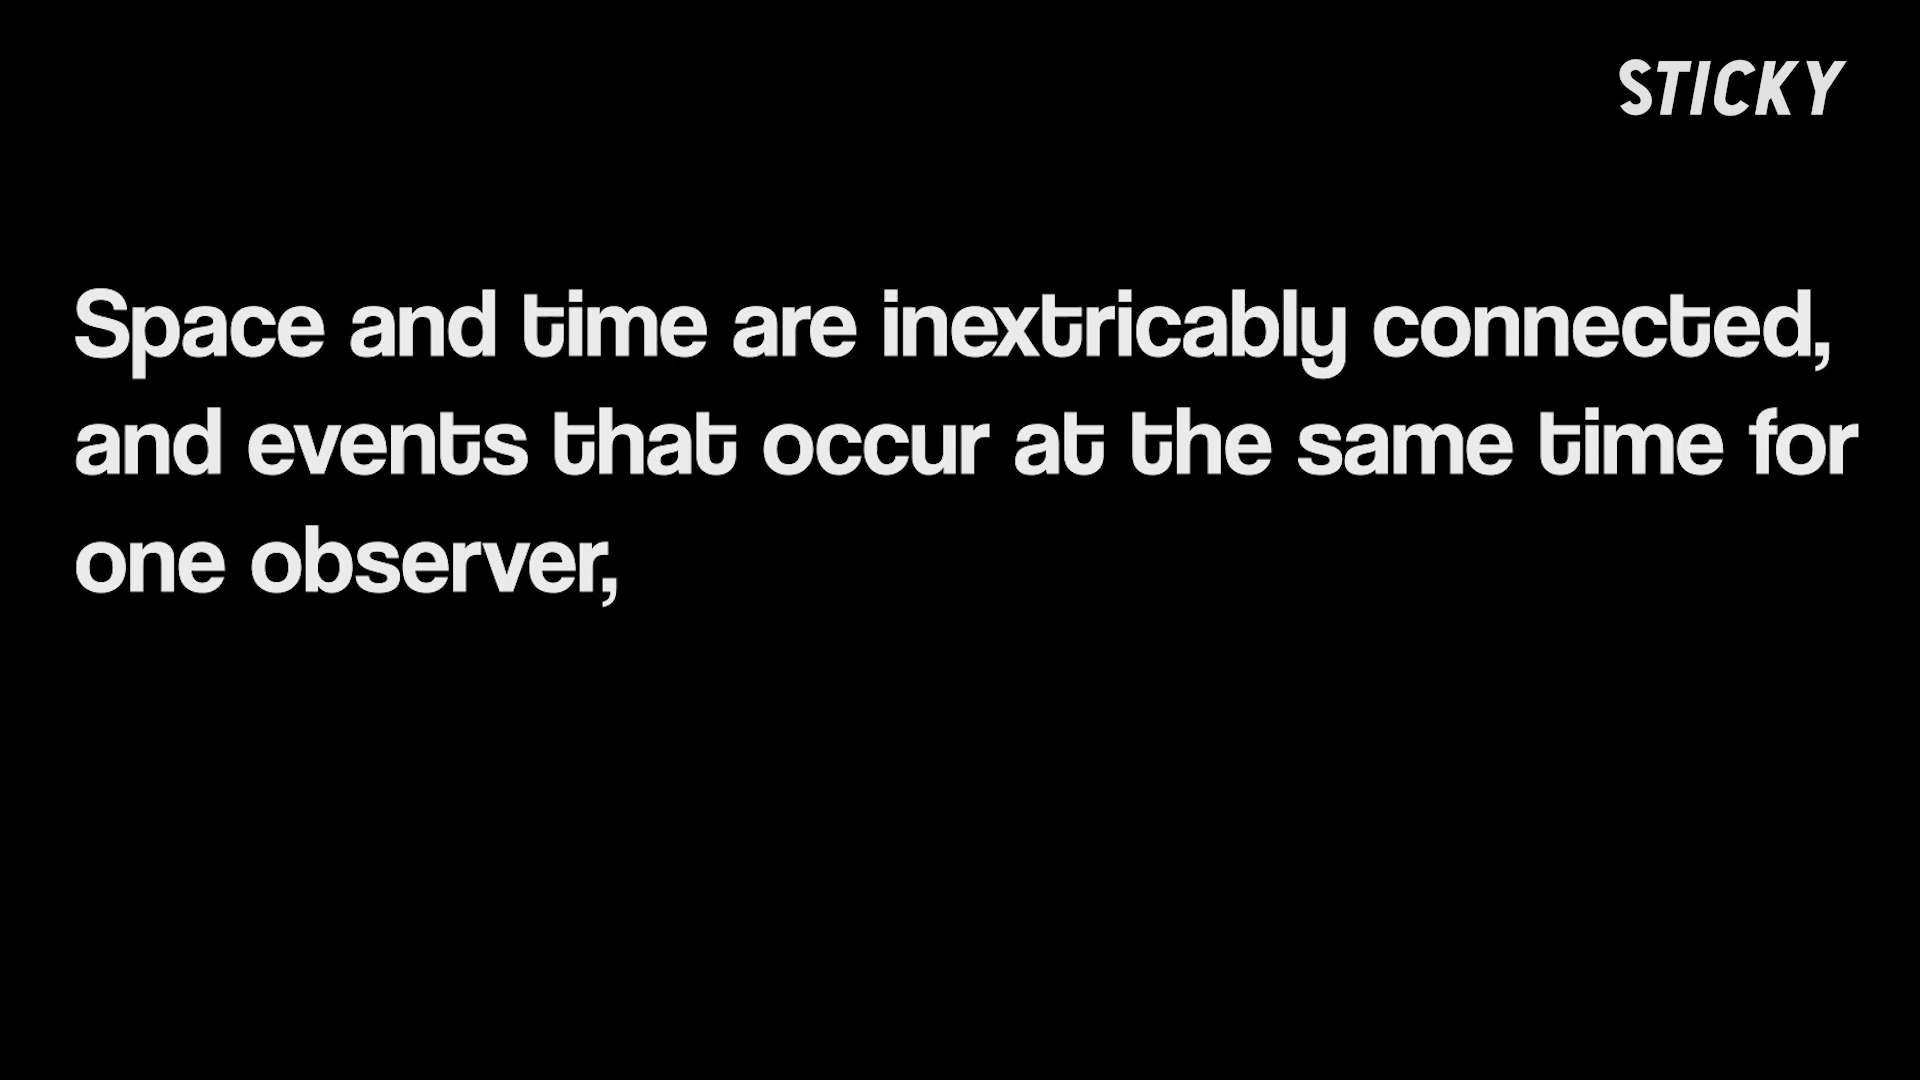 STICKY
Space and time are inextricably connected,
and events that occur at the same time for
one observer,